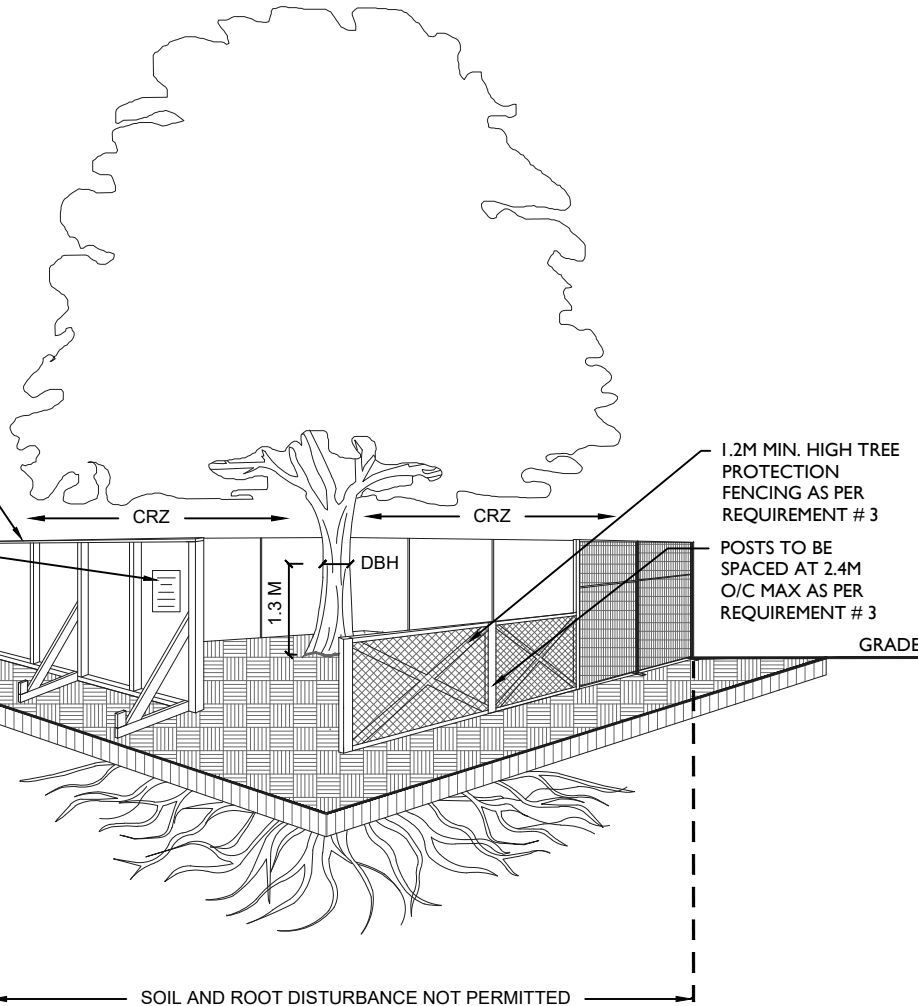 1.2M MIN. HIGH TREE
PROTECTION
FENCING AS PER
REQUIREMENT # 3
CRZ
CRZ
POSTS TO BE
SPACED AT 2.4M
O/C MAX AS PER
REQUIREMENT # 3
DBH
1.3 M
GRADE
SOIL AND ROOT DISTURBANCE NOT PERMITTED